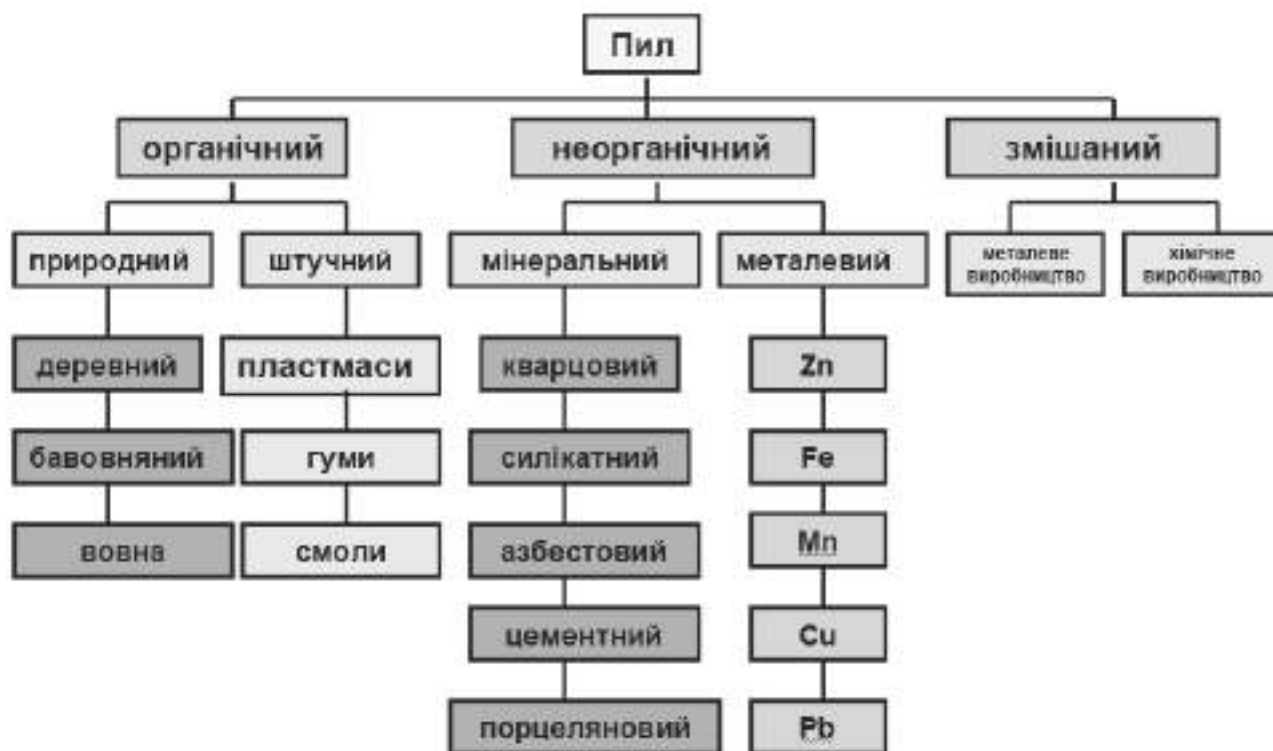 Пил
органічний
неорганічний
змішаний
природний
штучний
мінеральний
металевий
металеве
виробництво
хімічне
виробництво
деревний
пластмаси
кварцовий
Zn
бавовняний
гуми
силікатний
Fe
вовна
смоли
азбестовий
Mn
цементний
Cu
порцеляновий
Pb